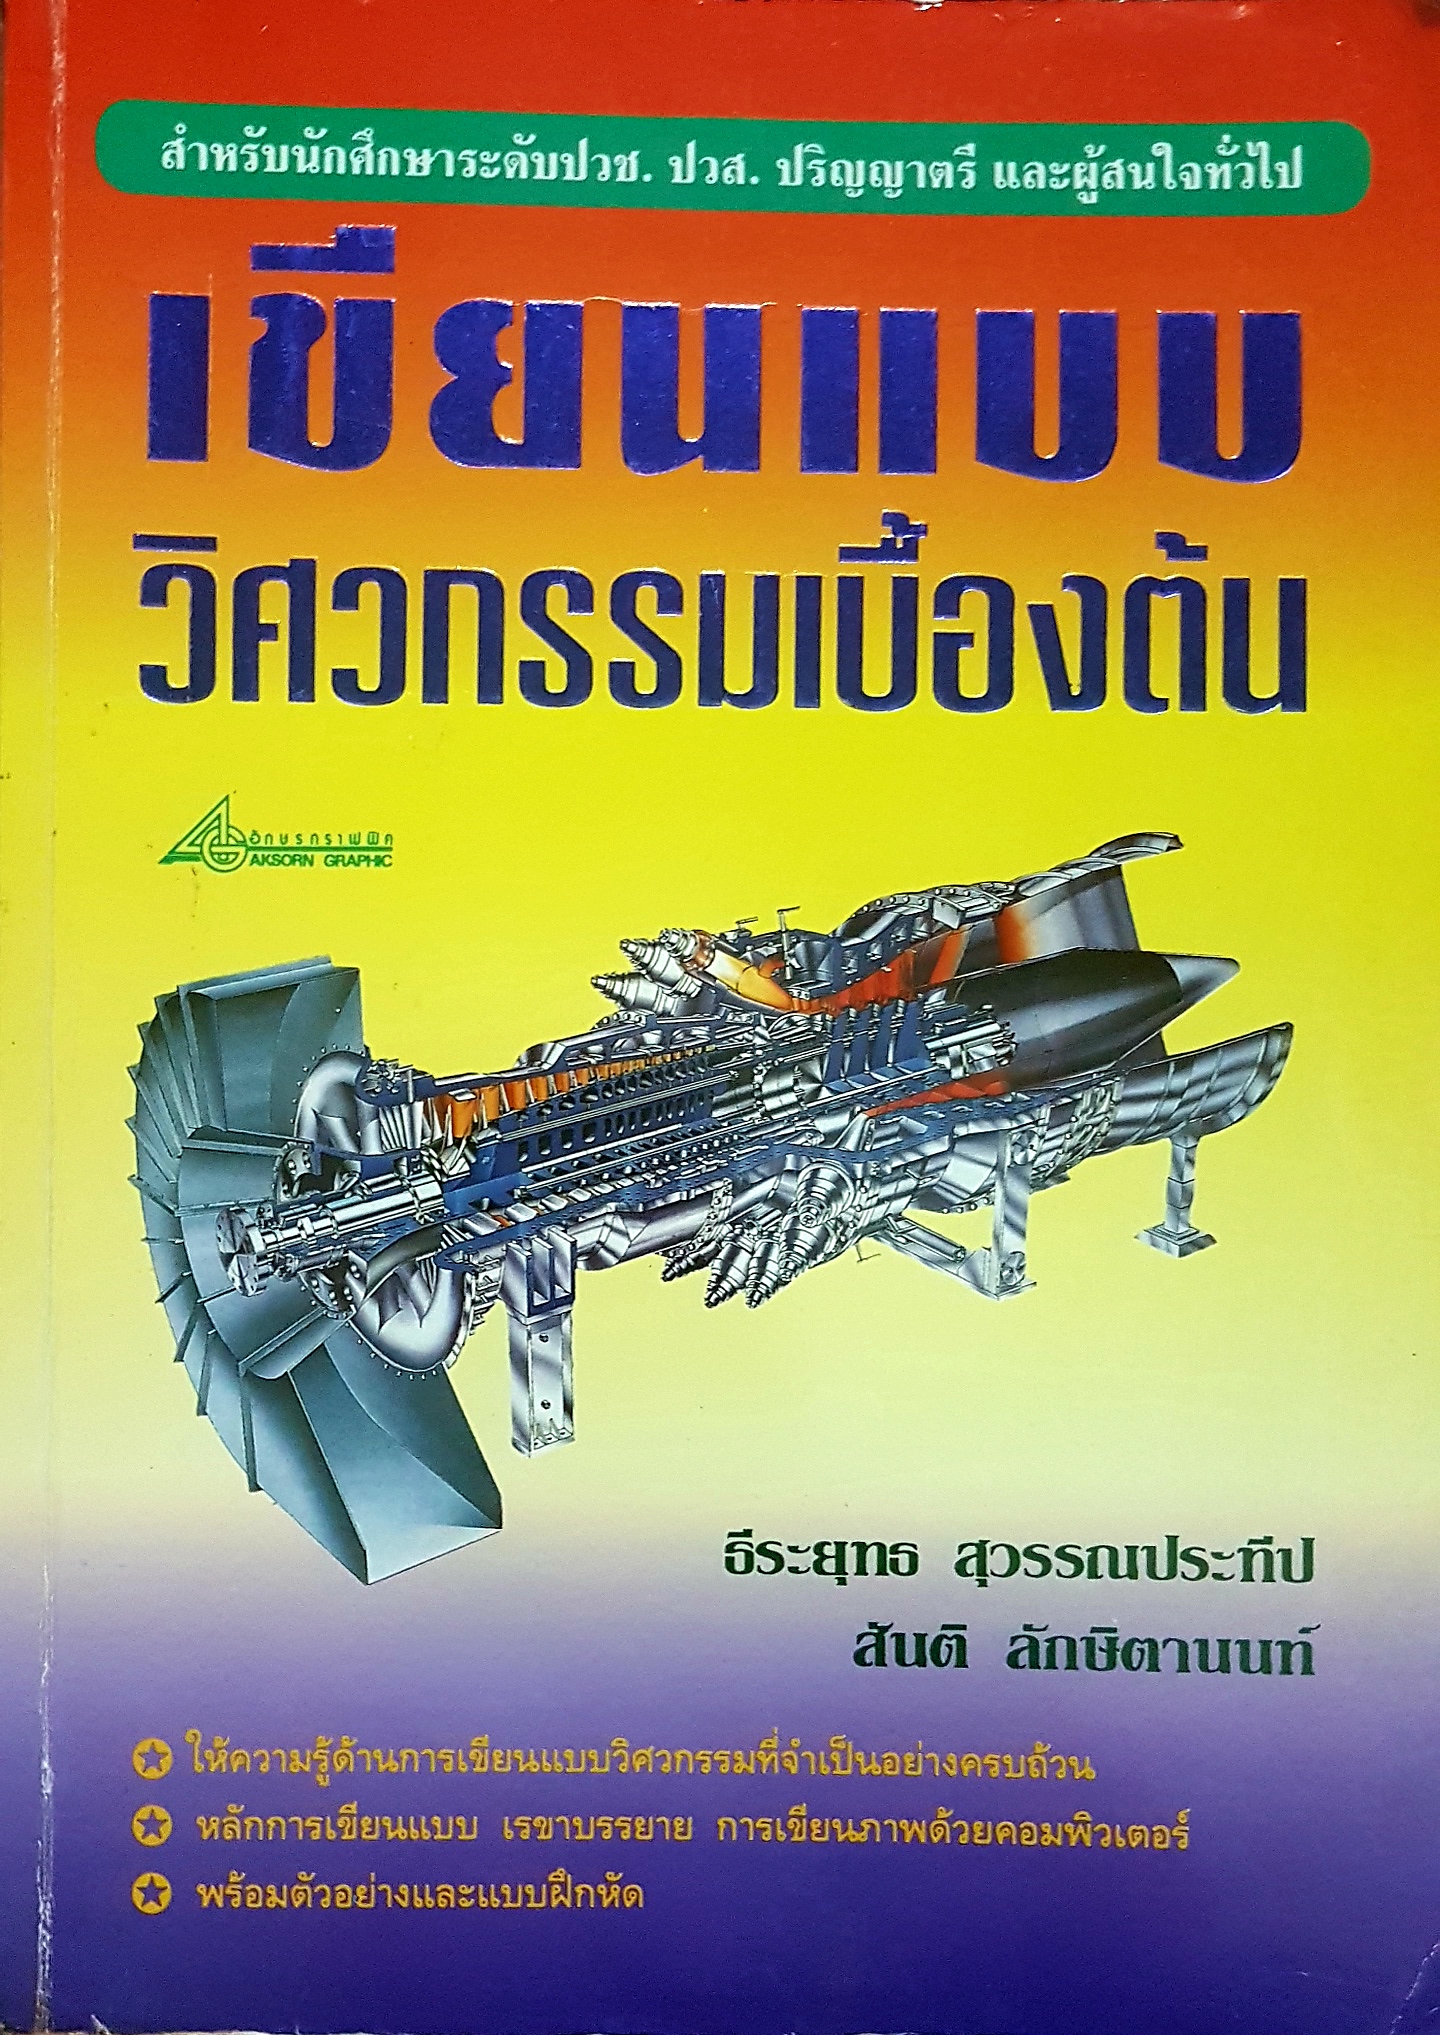 สำหรับนักศึกษาระดับปวช. ปวส. ปริญญาตรี และผู้สนใจทั่วไป
เขียนแบบ
วิศวกรรมเบื้องต้น
อักษรกราฟฟิค
AKSORN GRAPHIC
ธีระยุทธ สุวรรณประทีป
สันติ ลักษิตานนท์
ให้ความรู้ด้านการเขียนแบบวิศวกรรมที่จำเป็นอย่างครบถ้วน
หลักการเขียนแบบ เรขาบรรยาย การเขียนภาพด้วยคอมพิวเตอร์
พร้อมตัวอย่างและแบบฝึกหัด